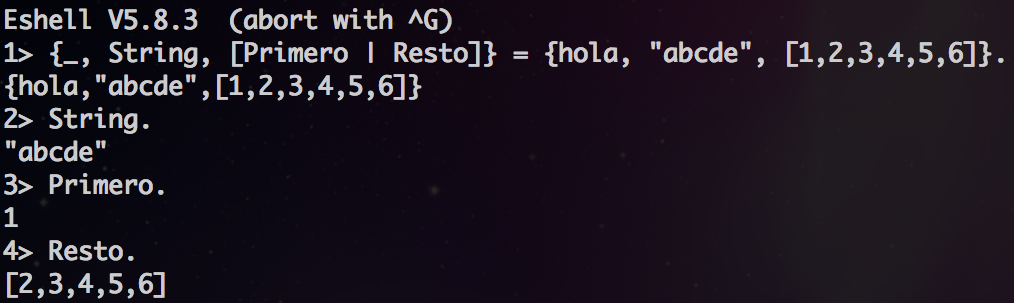 Eshell V5.8.3  (abort with ^G)
1> {_, String, [Primero | Resto]} = {hola, "abcde", [1,2,3,4,5,6]}.
{hola,"abcde",[1,2,3,4,5,6]}
2> String.
"abcde"
3> Primero.
1
4> Resto.
[2,3,4,5,6]